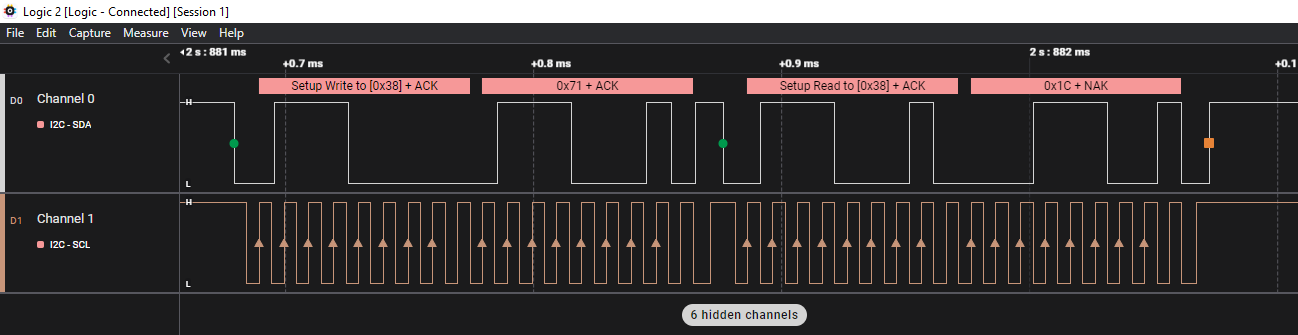 Logic 2 [Logic - Connected] [Session 1]
File Edit Capture Measure View Help
2 s : 881 ms 2 s : 882 ms
+0.7 ms +0.8 ms +0.9 ms +0.1
Setup Write to [0x38] + ACK 0x71 + ACK Setup Read to [0x38] + ACK 0x1C + NAK
D0 Channel 0 H
I2C - SDA
L
D1 Channel 1 H
I2C - SCL
L
6 hidden channels